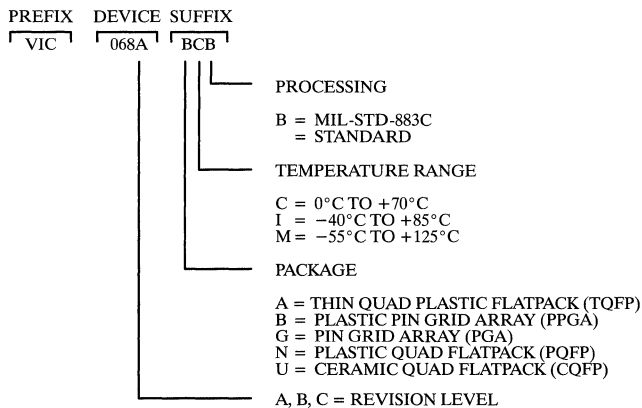 PREFIX DEVICE SUFFIX
VIC 068A BCB
PROCESSING
B = MIL-STD-883C
= STANDARD
TEMPERATURE RANGE
C = 0°C TO +70°C
I = −40°C TO +85°C
M = −55°C TO +125°C
PACKAGE
A = THIN QUAD PLASTIC FLATPACK (TQFP)
B = PLASTIC PIN GRID ARRAY (PPGA)
G = PIN GRID ARRAY (PGA)
N = PLASTIC QUAD FLATPACK (PQFP)
U = CERAMIC QUAD FLATPACK (CQFP)
A, B, C = REVISION LEVEL